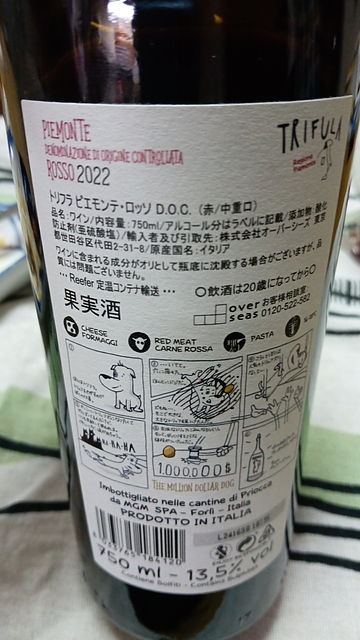 PIEMONTE
DENOMINAZIONE DI ORIGINE CONTROLLATA
ROSSO 2022
TRIFULA
トリフラ ピエモンテ・ロッソ D.O.C. (赤/中重口)
品名:ワイン/内容量:750ml/アルコール分はラベルに記載/添加物:酸化
防止剤(亜硫酸塩)/輸入者及び引取先:株式会社オーバーシーズ 東京
都世田谷区代田2-31-8/原産国名:イタリア
ワインに含まれる成分がオリとして瓶底に沈殿する場合がございますが、品
質には問題ございません。
・・・ Reefer 定温コンテナ輸送 ・・・
○飲酒は20歳になってから○
果実酒
over seas お客様相談室: 0120-522-582
CHEESE FORMAGGI
RED MEAT CARNE ROSSA
PASTA
HA-HA-HA
1000000$
THE MILLION DOLLAR DOG
Imbottigliato nelle cantine di Priocca
da MGM SPA - Forlì - Italia
PRODOTTO IN ITALIA
750 ml - 13,5% vol
Contiene Solfiti - Contains Sulphites